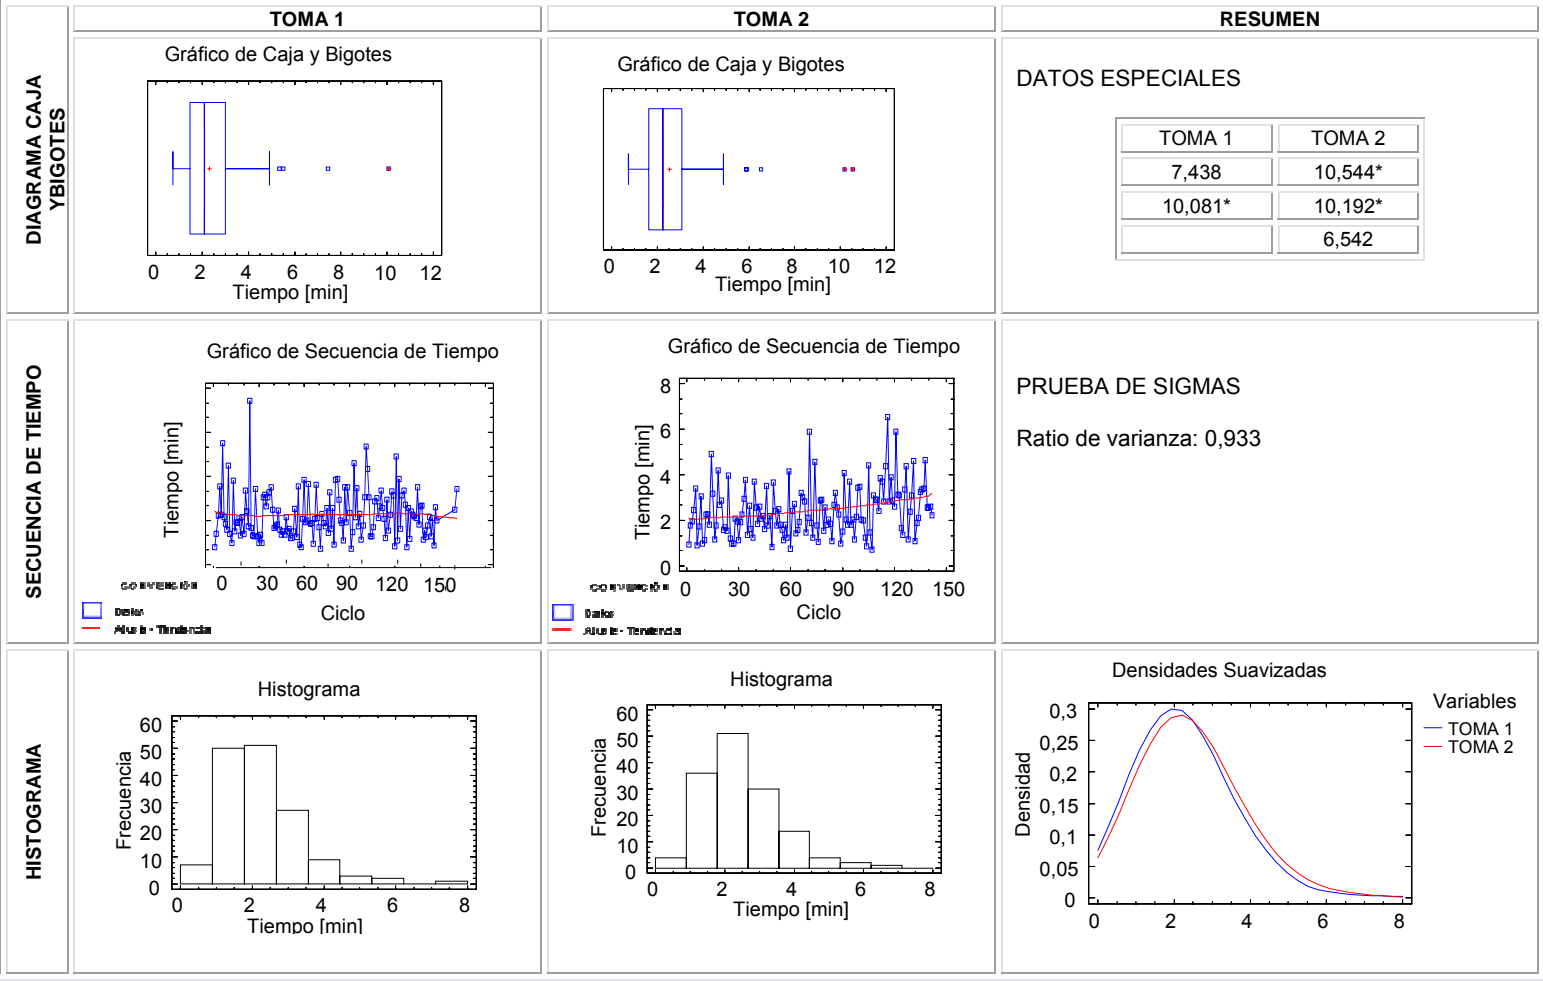 TOMA 1
TOMA 2
RESUMEN
DIAGRAMA CAJA
YBIGOTES
Gráfico de Caja y Bigotes
0 2 4 6 8 10 12
Tiempo [min]
Gráfico de Caja y Bigotes
0 2 4 6 8 10 12
Tiempo [min]
DATOS ESPECIALES
TOMA 1 TOMA 2
7,438 10,544*
10,081* 10,192*
6,542
SECUENCIA DE TIEMPO
Gráfico de Secuencia de Tiempo
Tiempo [min]
0 30 60 90 120 150
Ciclo
CONVENCIÓN
Datos
Ajuste - Tendencia
Gráfico de Secuencia de Tiempo
Tiempo [min]
8
6
4
2
0
0 30 60 90 120 150
Ciclo
CONVENCIÓN
Datos
Ajuste - Tendencia
PRUEBA DE SIGMAS
Ratio de varianza: 0,933
HISTOGRAMA
Histograma
Frecuencia
60
50
40
30
20
10
0
0 2 4 6 8
Tiempo [min]
Histograma
Frecuencia
60
50
40
30
20
10
0
0 2 4 6 8
Tiempo [min]
Densidades Suavizadas
Densidad
0,3
0,25
0,2
0,15
0,1
0,05
0
0 2 4 6 8
Variables
TOMA 1
TOMA 2